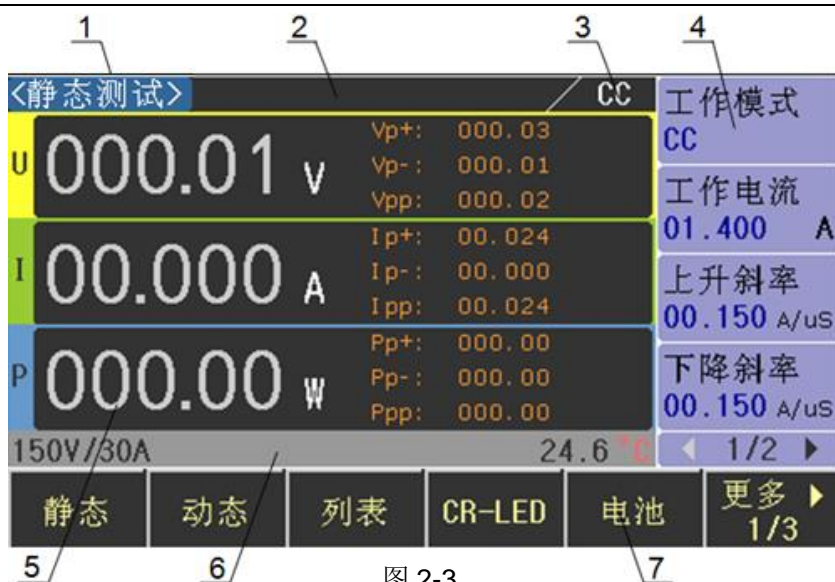 1 2 3 4
<静态测试> CC
U 000.01 V
Vp+: 000.03
Vp-: 000.01
Vpp: 000.02
I 00.000 A
Ip+: 00.024
Ip-: 00.000
Ipp: 00.024
P 000.00 W
Pp+: 000.00
Pp-: 000.00
Ppp: 000.00
150V/30A 24.6 °C
工作模式
CC
工作电流
01.400 A
上升斜率
00.150 A/uS
下降斜率
00.150 A/uS
1/2
静态 动态 列表 CR-LED 电池 更多
1/3
5 6 7
图 2-3